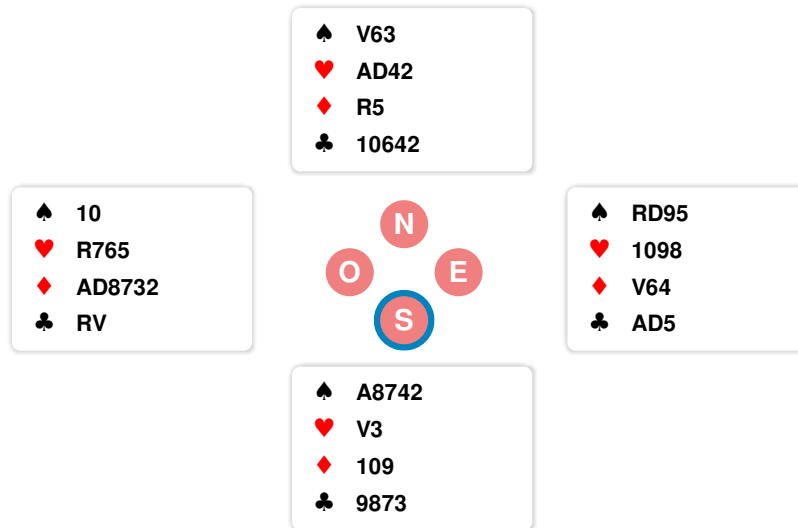 ♠ V63
♥ AD42
♦ R5
♣ 10642
♠ 10
♥ R765
♦ AD8732
♣ RV
N
O
E
S
♠ RD95
♥ 1098
♦ V64
♣ AD5
♠ A8742
♥ V3
♦ 109
♣ 9873